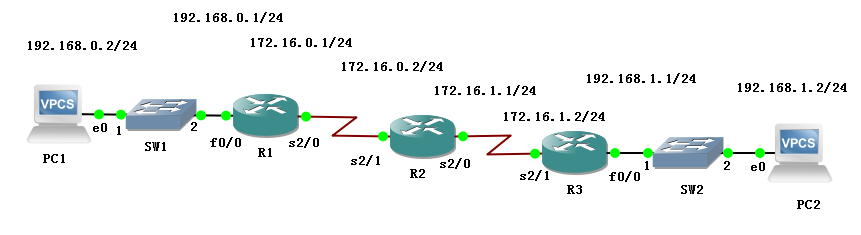 192.168.0.1/24
192.168.0.2/24
172.16.0.1/24
172.16.0.2/24
192.168.1.1/24
172.16.1.1/24
192.168.1.2/24
172.16.1.2/24
VPCS
e0
1
2
SW1
f0/0
s2/0
R1
PC1
s2/1
s2/0
R2
VPCS
s2/1
f0/0
R3
1
2
e0
SW2
PC2